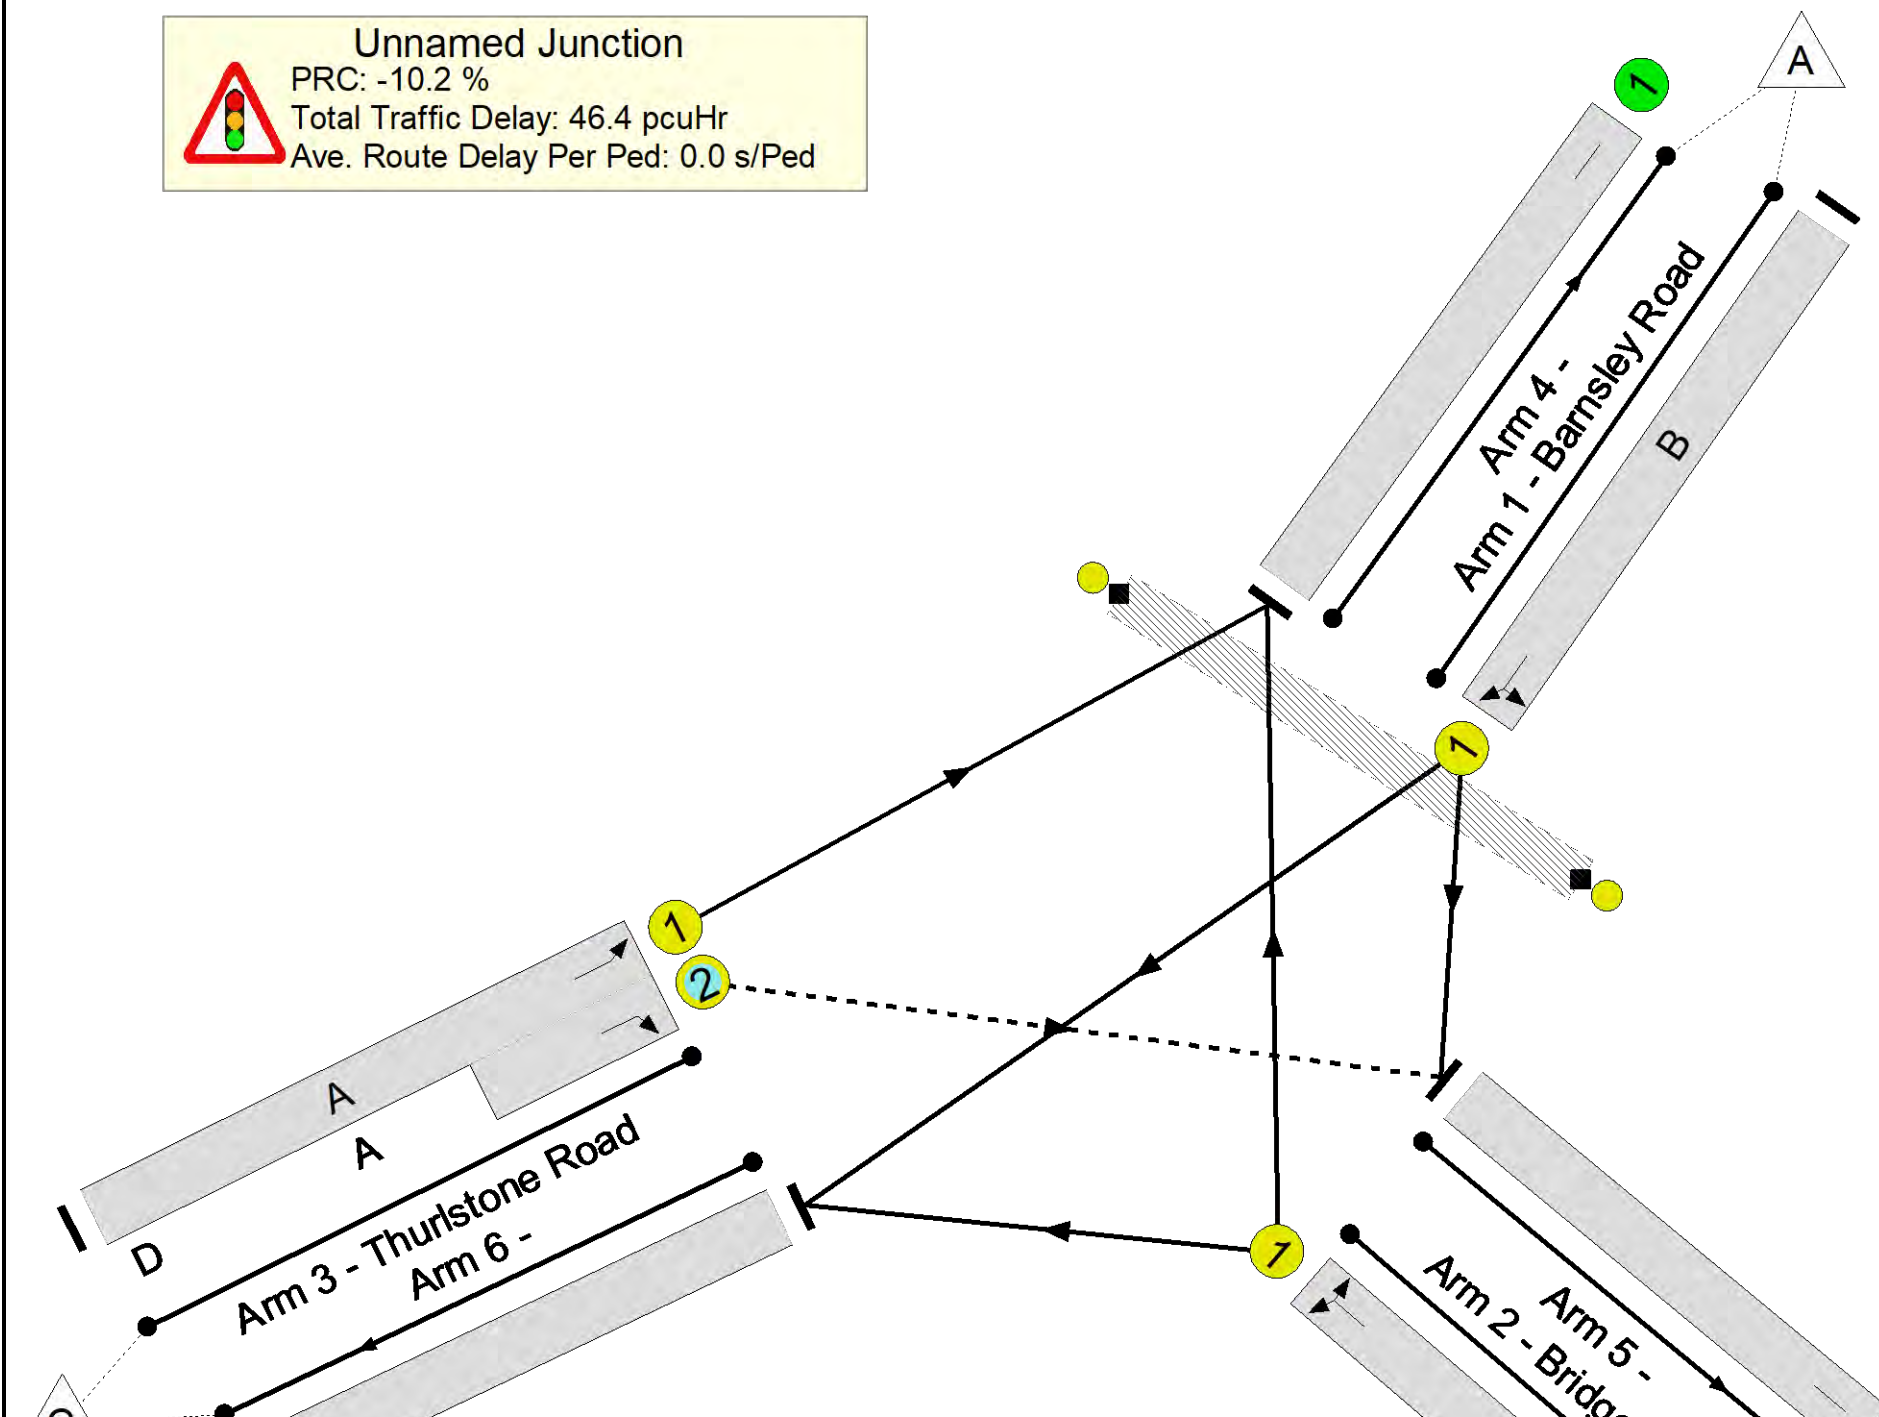 Unnamed Junction
PRC: -10.2 %
Total Traffic Delay: 46.4 pcuHr
Ave. Route Delay Per Ped: 0.0 s/Ped
A
1
Arm 4 -
Arm 1 - Barnsley Road
B
1
1
2
A
A
D
Arm 3 - Thurlstone Road
Arm 6 -
1
Arm 5 -
Arm 2 - Bridge